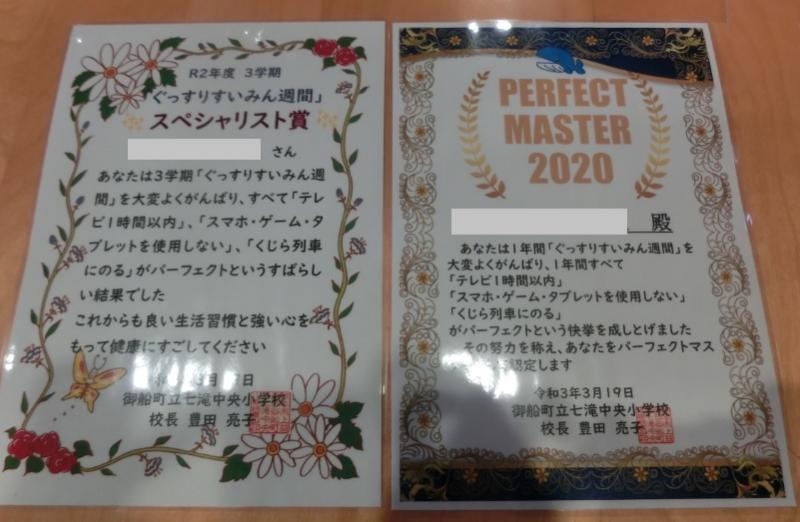 R2年度 3学期
「ぐっすりすいみん週間」
スペシャリスト賞
さん
あなたは3学期「ぐっすりすいみん週
間」を大変よくがんばり、すべて「テレ
ビ1時間以内」、「スマホ・ゲーム・タ
ブレットを使用しない」、「くじら列車
にのる」がパーフェクトというすばらし
い結果でした
これからも良い生活習慣と強い心を
もって健康にすごしてください
月
日
御船町立七滝中央小学校
校長 豊田 亮子
PERFECT
MASTER
2020
殿
あなたは1年間「ぐっすりすいみん週間」を
大変よくがんばり、1年間すべて
「テレビ1時間以内」
「スマホ・ゲーム・タブレットを使用しない」
「くじら列車にのる」
がパーフェクトという快挙を成しとげました
その努力を称え、あなたをパーフェクトマス
認定します
令和3年3月19日
御船町立七滝中央小学校
校長 豊田 亮子